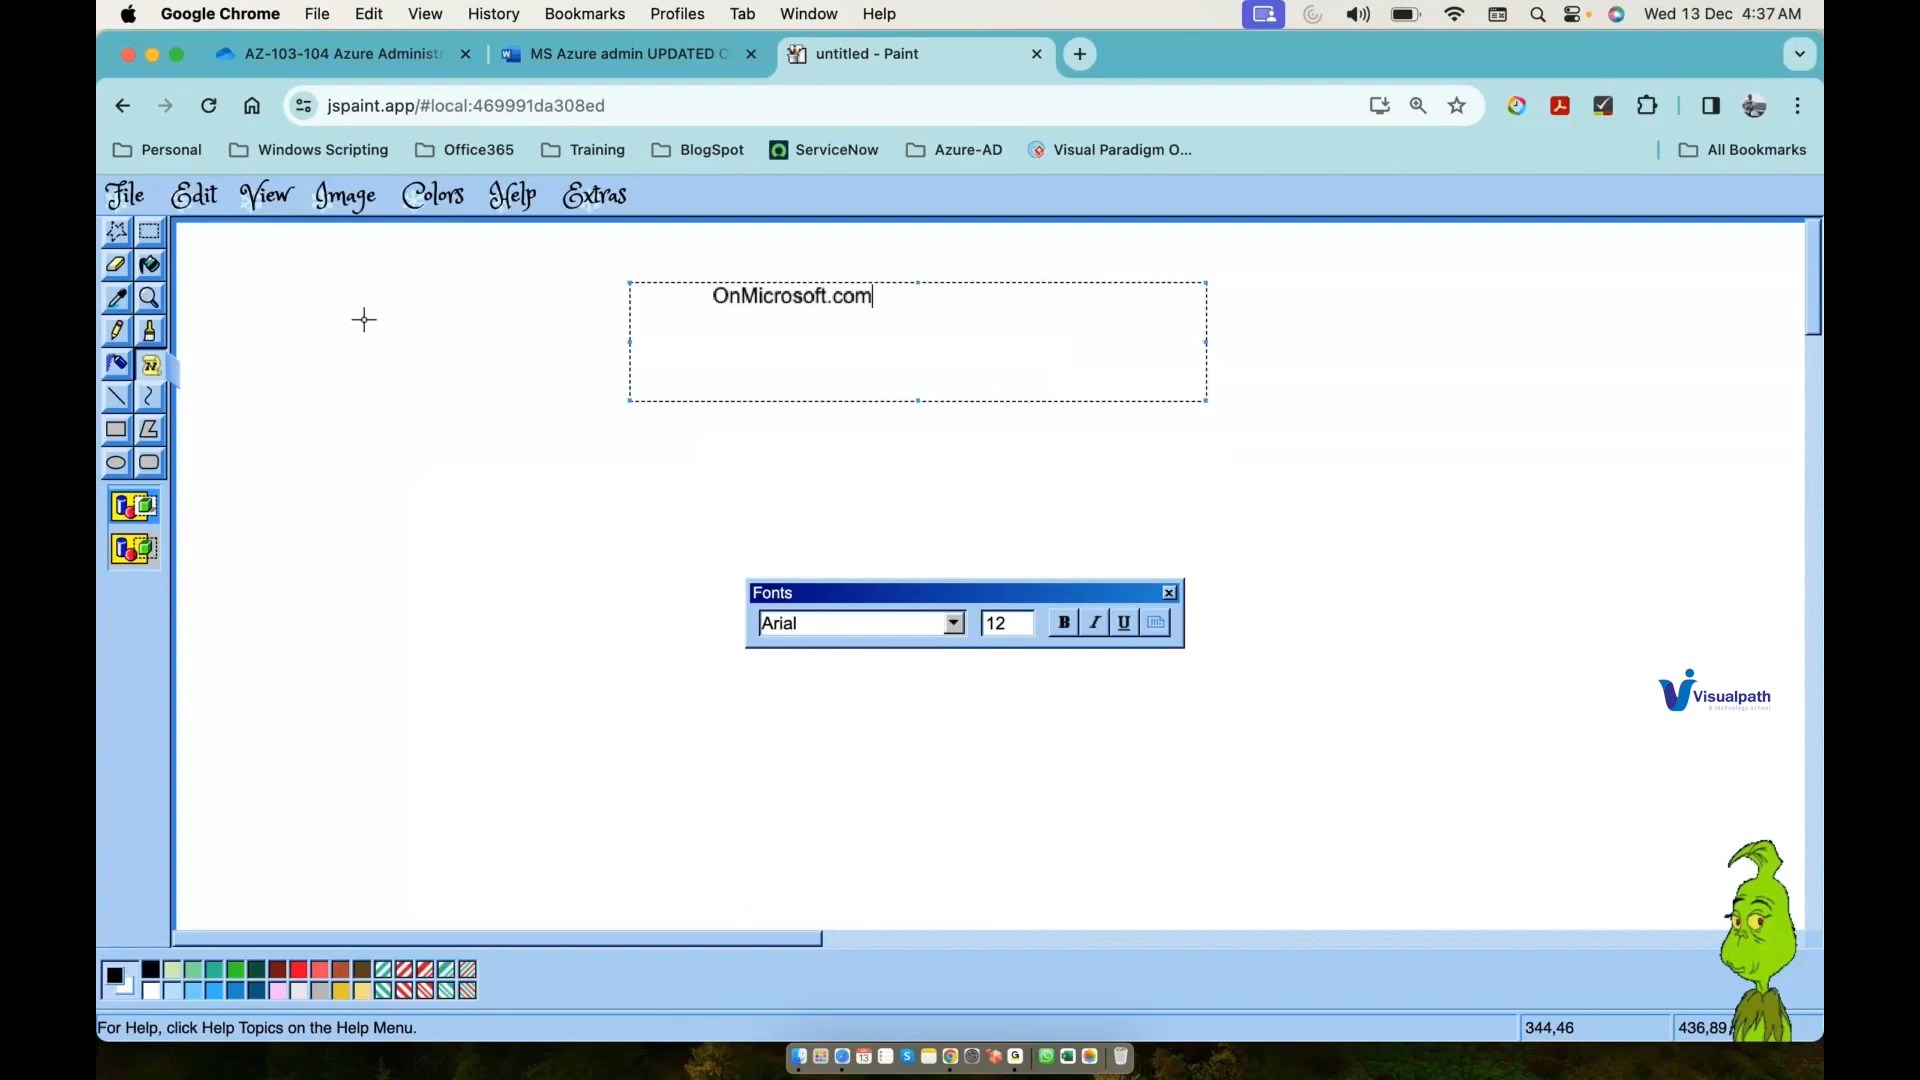 Google Chrome File Edit View History Bookmarks Profiles Tab Window Help Wed 13 Dec 4:37 AM
AZ-103-104 Azure Administr MS Azure admin UPDATED C untitled - Paint
jspaint.app/#local:469991da308ed
Personal Windows Scripting Office365 Training BlogSpot ServiceNow Azure-AD Visual Paradigm O... All Bookmarks
File Edit View Image Colors Help Extras
OnMicrosoft.com
Fonts
Arial 12 B I U
Visualpath
A technology school
For Help, click Help Topics on the Help Menu. 344,46 436,89